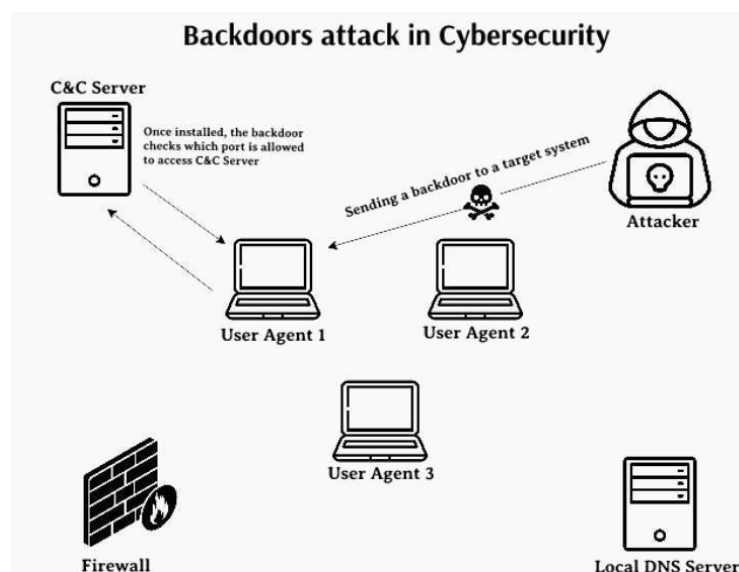 Backdoors attack in Cybersecurity
C&C Server
Once installed, the backdoor
checks which port is allowed
to access C&C Server
Sending a backdoor to a target system
Attacker
User Agent 1
User Agent 2
User Agent 3
Firewall
Local DNS Server